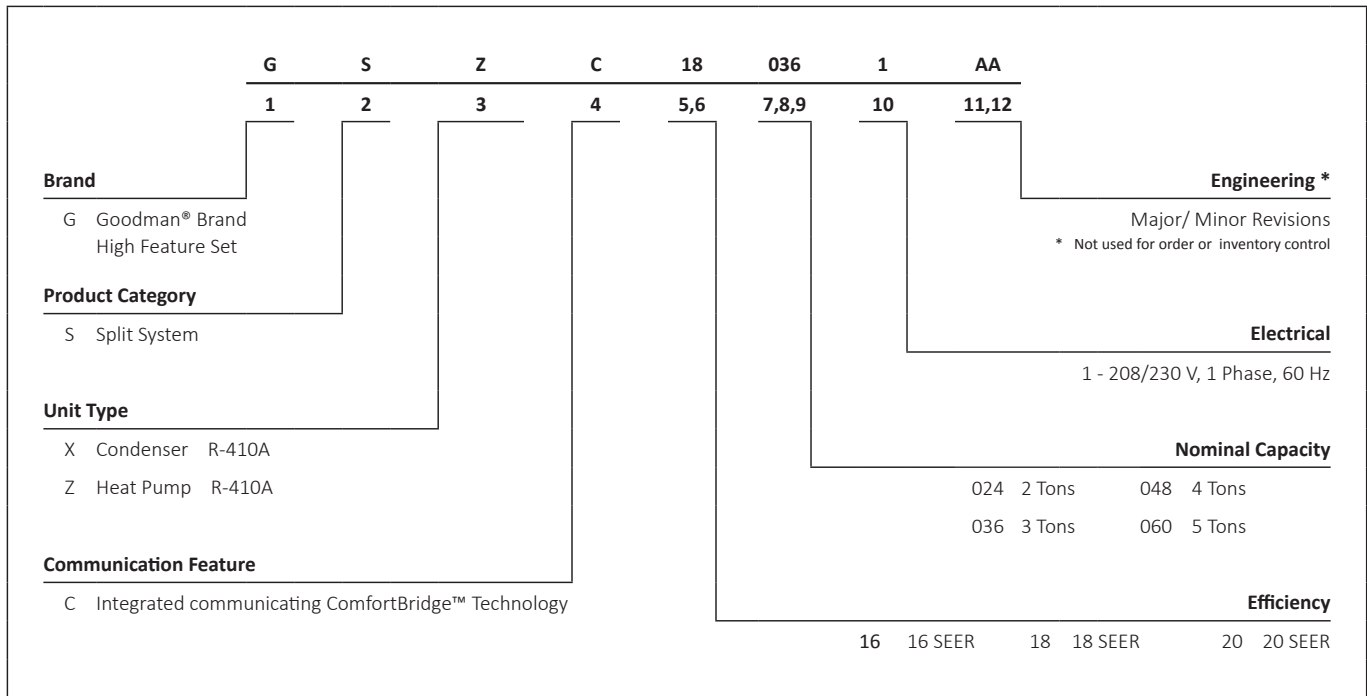 G S Z C 18 036 1 AA
1 2 3 4 5,6 7,8,9 10 11,12
Brand
G Goodman® Brand
High Feature Set
Product Category
S Split System
Unit Type
X Condenser R-410A
Z Heat Pump R-410A
Communication Feature
C Integrated communicating ComfortBridge™ Technology
Engineering *
Major/ Minor Revisions
* Not used for order or inventory control
Electrical
1 - 208/230 V, 1 Phase, 60 Hz
Nominal Capacity
024 2 Tons 048 4 Tons
036 3 Tons 060 5 Tons
Efficiency
16 16 SEER 18 18 SEER 20 20 SEER